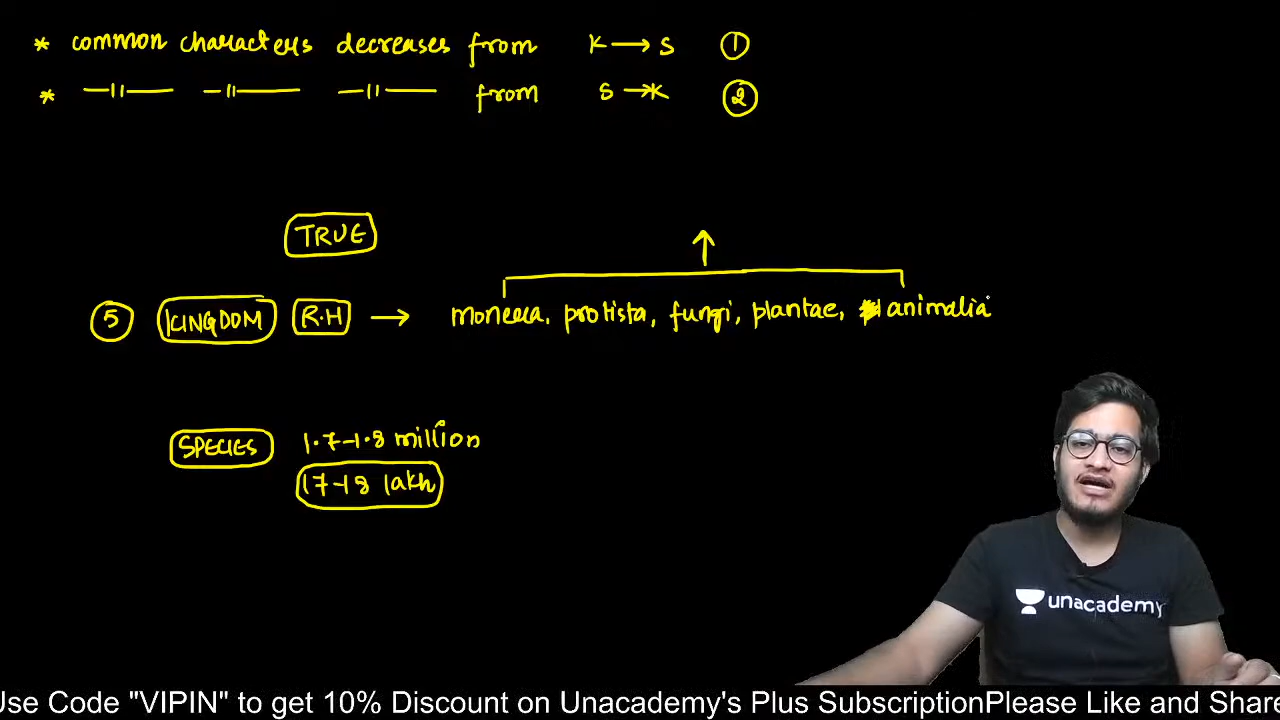 * common characters decreases from K → S ①
* —||— —||— —||— from S → K ②
TRUE
⑤ KINGDOM R.H → monera, protista, fungi, plantae, animalia
SPECIES 1.7-1.8 million
17-18 lakh
unacademy
Use Code "VIPIN" to get 10% Discount on Unacademy's Plus SubscriptionPlease Like and Share